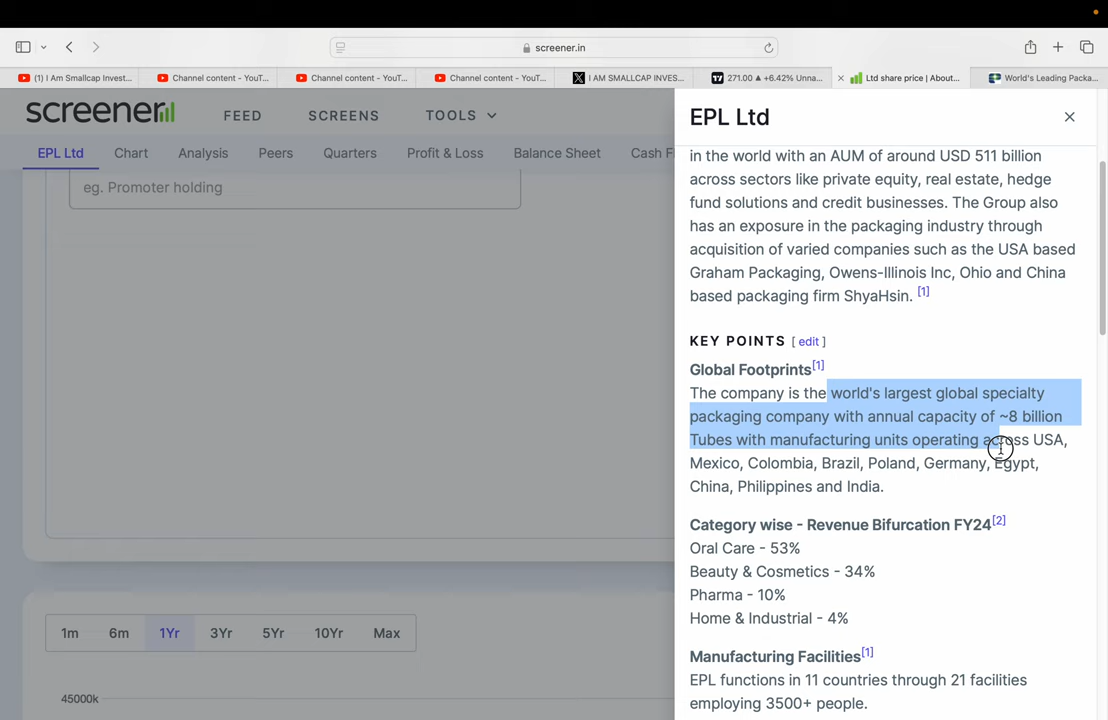 screener.in
(1) I Am Smallcap Invest...
Channel content - YouT...
Channel content - YouT...
Channel content - YouT...
I AM SMALLCAP INVES...
271.00 ▲ +6.42% Unna...
Ltd share price | About...
World's Leading Packa...
screener
FEED
SCREENS
TOOLS
EPL Ltd
Chart
Analysis
Peers
Quarters
Profit & Loss
Balance Sheet
Cash F
eg. Promoter holding
1m
6m
1Yr
3Yr
5Yr
10Yr
Max
45000k
EPL Ltd
in the world with an AUM of around USD 511 billion
across sectors like private equity, real estate, hedge
fund solutions and credit businesses. The Group also
has an exposure in the packaging industry through
acquisition of varied companies such as the USA based
Graham Packaging, Owens-Illinois Inc, Ohio and China
based packaging firm ShyaHsin. [1]
KEY POINTS [ edit ]
Global Footprints[1]
The company is the world's largest global specialty
packaging company with annual capacity of ~8 billion
Tubes with manufacturing units operating across USA,
Mexico, Colombia, Brazil, Poland, Germany, Egypt,
China, Philippines and India.
Category wise - Revenue Bifurcation FY24[2]
Oral Care - 53%
Beauty & Cosmetics - 34%
Pharma - 10%
Home & Industrial - 4%
Manufacturing Facilities[1]
EPL functions in 11 countries through 21 facilities
employing 3500+ people.